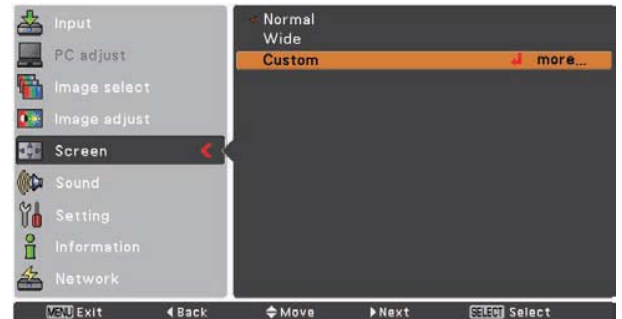 Input
PC adjust
Image select
Image adjust
Screen
Sound
Setting
Information
Network
Normal
Wide
Custom more...
MENU Exit Back Move Next SELECT Select